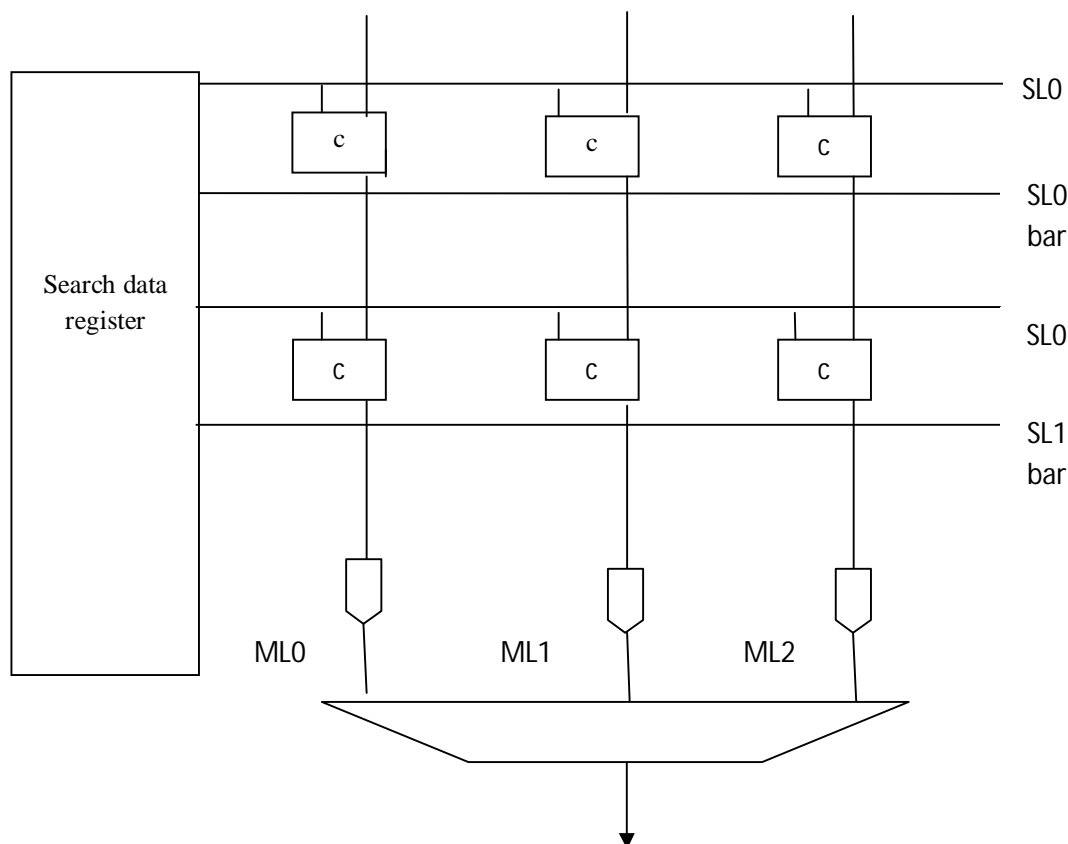 SL0
c c C
SL0
bar
Search data
register
SL0
C C C
SL1
bar
ML0 ML1 ML2